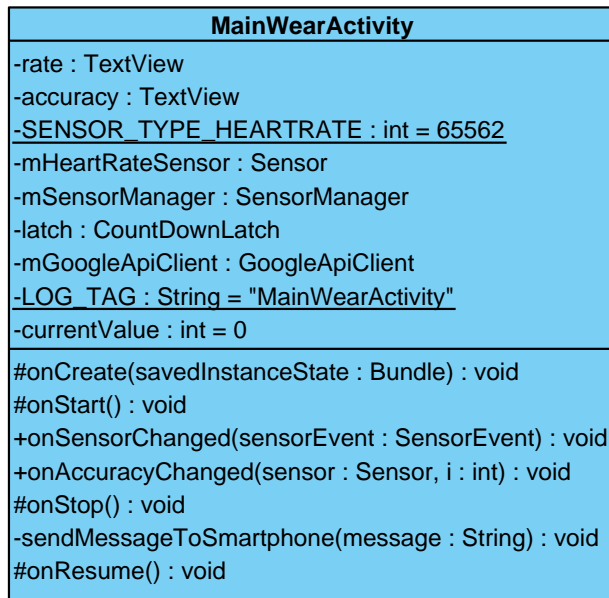 MainWearActivity
-rate : TextView
-accuracy : TextView
-SENSOR_TYPE_HEARTRATE : int = 65562
-mHeartRateSensor : Sensor
-mSensorManager : SensorManager
-latch : CountDownLatch
-mGoogleApiClient : GoogleApiClient
-LOG_TAG : String = "MainWearActivity"
-currentValue : int = 0
#onCreate(savedInstanceState : Bundle) : void
#onStart() : void
+onSensorChanged(sensorEvent : SensorEvent) : void
+onAccuracyChanged(sensor : Sensor, i : int) : void
#onStop() : void
-sendMessageToSmartphone(message : String) : void
#onResume() : void